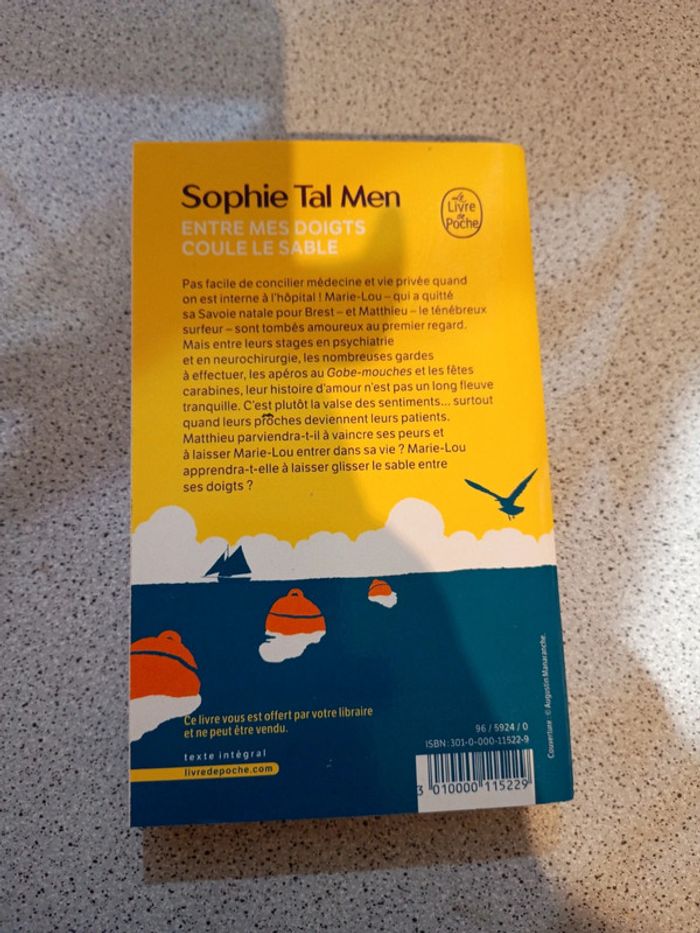 Sophie Tal Men
ENTRE MES DOIGTS
COULE LE SABLE
Le
Livre
de
Poche
Pas facile de concilier médecine et vie privée quand
on est interne à l'hôpital ! Marie-Lou – qui a quitté
sa Savoie natale pour Brest – et Matthieu – le ténébreux
surfeur – sont tombés amoureux au premier regard.
Mais entre leurs stages en psychiatrie
et en neurochirurgie, les nombreuses gardes
à effectuer, les apéros au Gobe-mouches et les fêtes
carabines, leur histoire d'amour n'est pas un long fleuve
tranquille. C'est plutôt la valse des sentiments... surtout
quand leurs proches deviennent leurs patients.
Matthieu parviendra-t-il à vaincre ses peurs et
à laisser Marie-Lou entrer dans sa vie ? Marie-Lou
apprendra-t-elle à laisser glisser le sable entre
ses doigts ?
Ce livre vous est offert par votre libraire
et ne peut être vendu.
texte intégral
livredepoche.com
96 / 5924 / 0
ISBN : 301-0-000-11522-9
3 010000 115229
Couverture : © Augustin Manaranche.